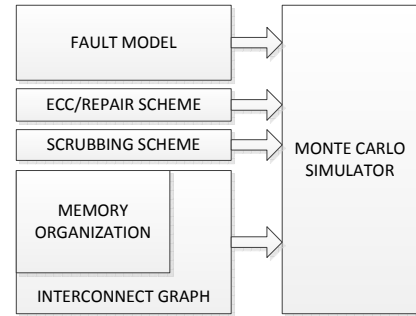 FAULT MODEL
ECC/REPAIR SCHEME
SCRUBBING SCHEME
MEMORY
ORGANIZATION
INTERCONNECT GRAPH
MONTE CARLO
SIMULATOR